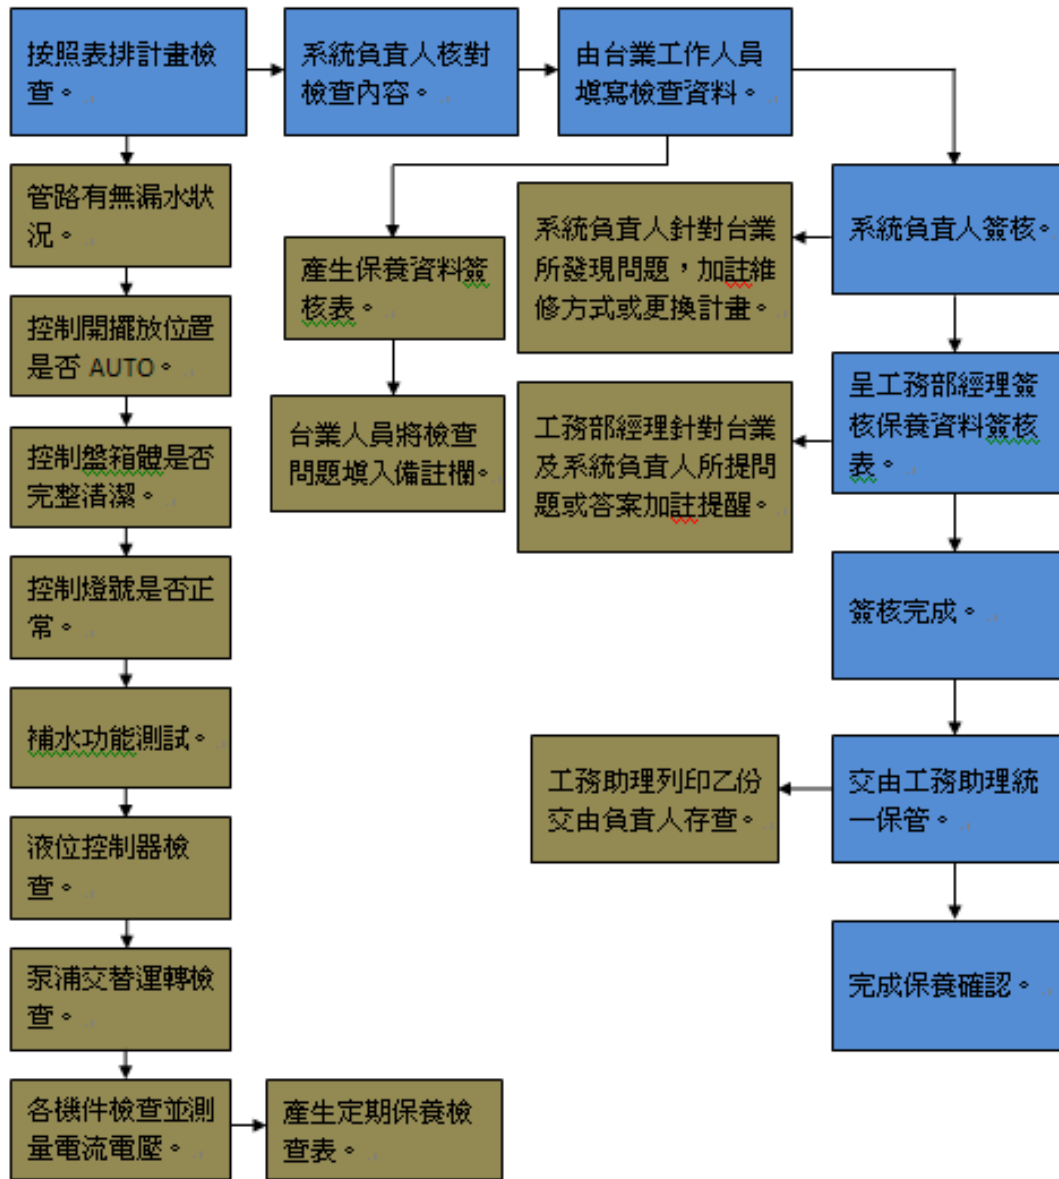 按照表排計畫檢
查。
系統負責人核對
檢查內容。
由台業工作人員
填寫檢查資料。
管路有無漏水狀
況。
控制開擺放位置
是否 AUTO。
控制盤箱體是否
完整清潔。
控制燈號是否正
常。
補水功能測試。
液位控制器檢
查。
泵浦交替運轉檢
查。
各機件檢查並測
量電流電壓。
產生定期保養檢
查表。
產生保養資料簽
核表。
台業人員將檢查
問題填入備註欄。
系統負責人針對台業
所發現問題，加註維
修方式或更換計畫。
工務部經理針對台業
及系統負責人所提問
題或答案加註提醒。
工務助理列印乙份
交由負責人存查。
系統負責人簽核。
呈工務部經理簽
核保養資料簽核
表。
簽核完成。
交由工務助理統
一保管。
完成保養確認。